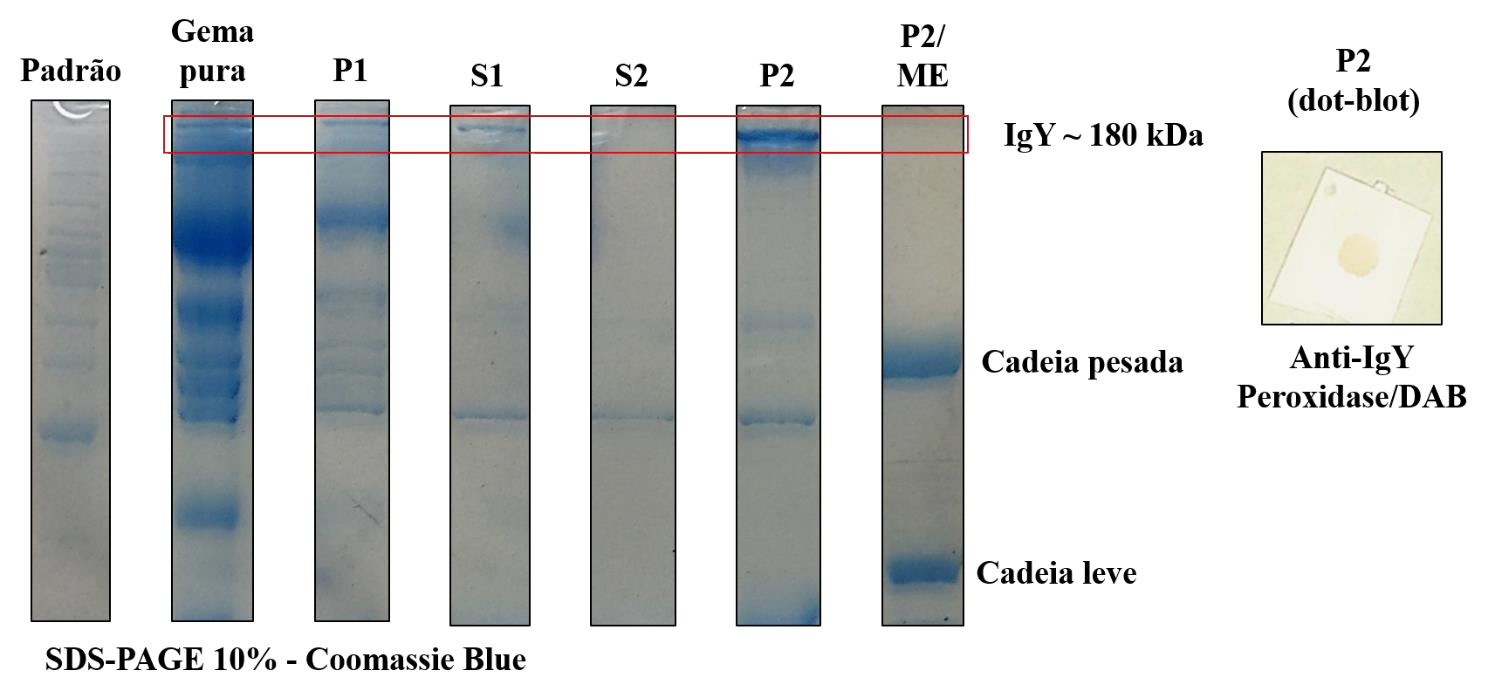 Padrão
Gema
pura
P1
S1
S2
P2
P2/
ME
P2
(dot-blot)
IgY ~ 180 kDa
Cadeia pesada
Anti-IgY
Peroxidase/DAB
Cadeia leve
SDS-PAGE 10% - Coomassie Blue